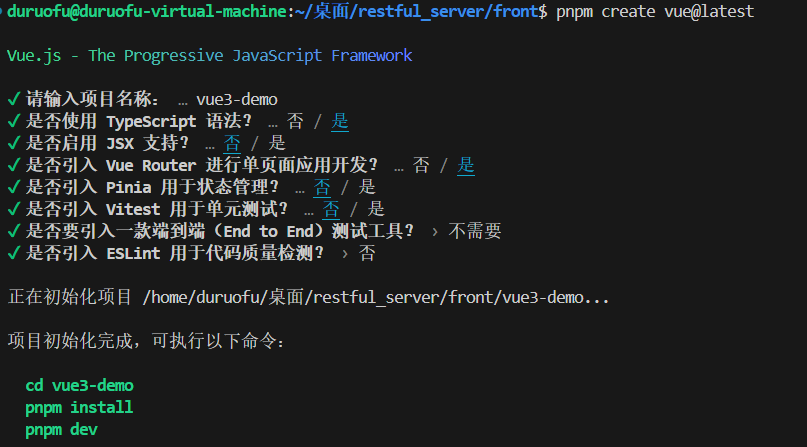 duruofu@duruofu-virtual-machine:~/桌面/restful_server/front$ pnpm create vue@latest
Vue.js - The Progressive JavaScript Framework
✔ 请输入项目名称： … vue3-demo
✔ 是否使用 TypeScript 语法？ … 否 / 是
✔ 是否启用 JSX 支持？ … 否 / 是
✔ 是否引入 Vue Router 进行单页面应用开发？ … 否 / 是
✔ 是否引入 Pinia 用于状态管理？ … 否 / 是
✔ 是否引入 Vitest 用于单元测试？ … 否 / 是
✔ 是否要引入一款端到端（End to End）测试工具？ › 不需要
✔ 是否引入 ESLint 用于代码质量检测？ › 否
正在初始化项目 /home/duruofu/桌面/restful_server/front/vue3-demo...
项目初始化完成，可执行以下命令：
cd vue3-demo
pnpm install
pnpm dev